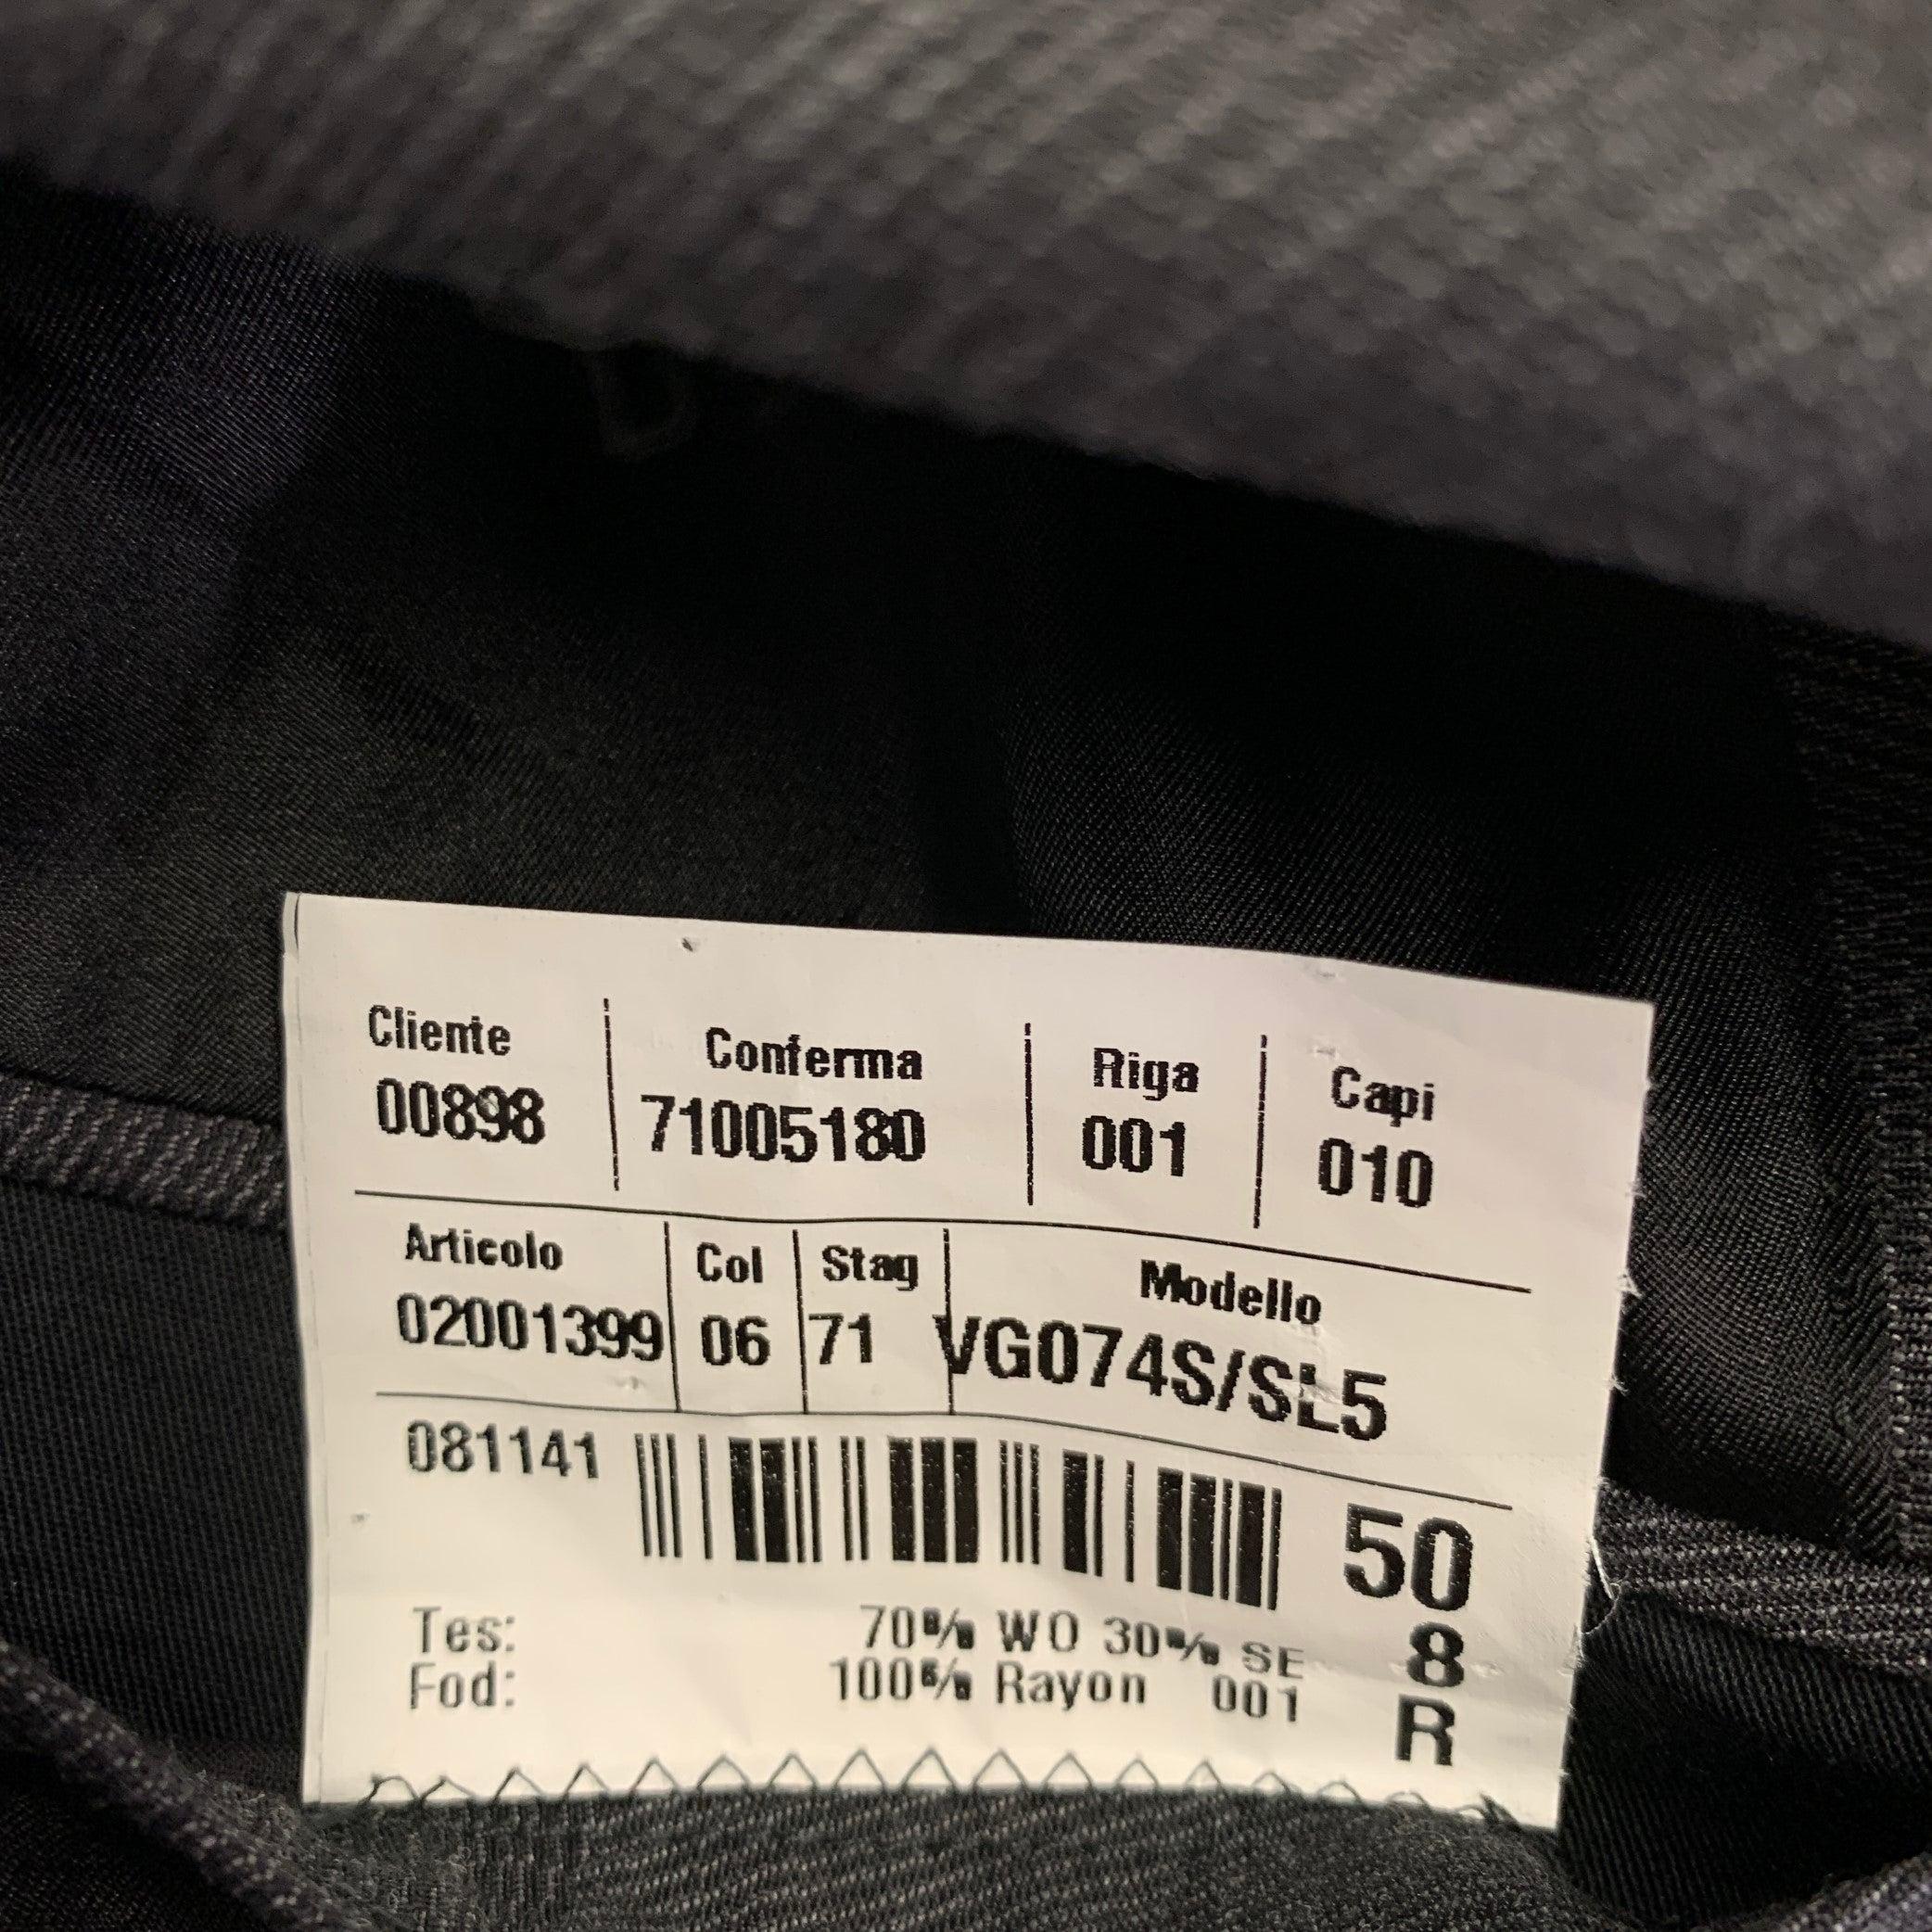 Cliente Conferma Riga Capi
00898 71005180 001 010
Articolo Col Stag Modello
02001399 06 71 VG074S/SL5
081141
50
8
R
Tes: 70% WO 30% SE
Fod: 100% Rayon 001